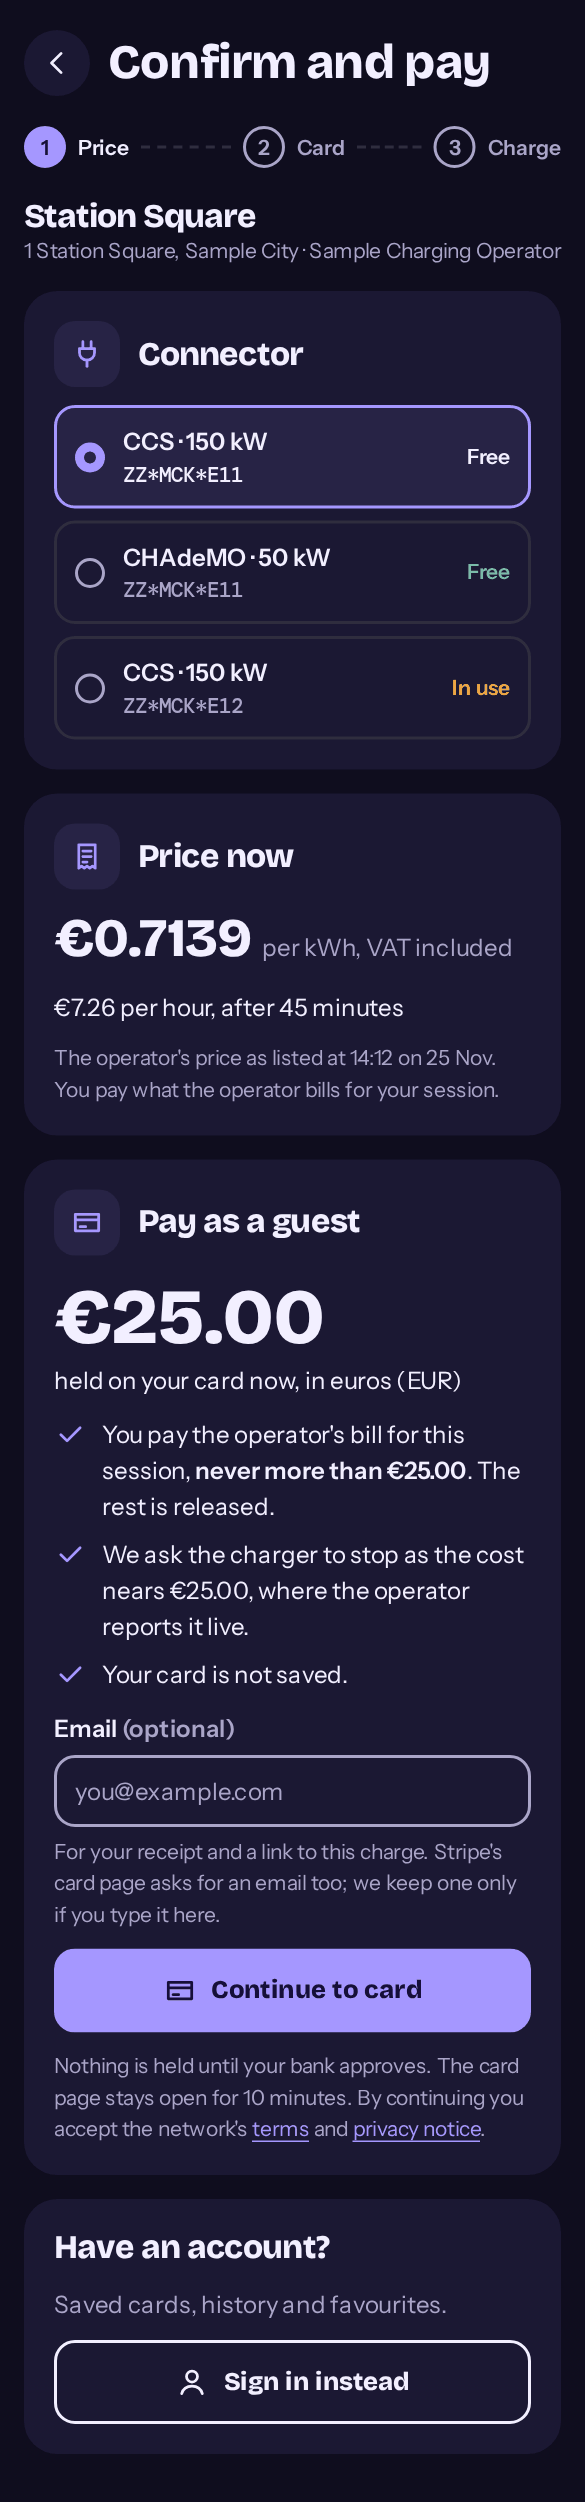 Confirm and pay
1 Price 2 Card 3 Charge
Station Square
1 Station Square, Sample City · Sample Charging Operator
Connector
CCS · 150 kW
ZZ*MCK*E11
Free
CHAdeMO · 50 kW
ZZ*MCK*E11
Free
CCS · 150 kW
ZZ*MCK*E12
In use
Price now
€0.7139 per kWh, VAT included
€7.26 per hour, after 45 minutes
The operator's price as listed at 14:12 on 25 Nov.
You pay what the operator bills for your session.
Pay as a guest
€25.00
held on your card now, in euros (EUR)
You pay the operator's bill for this
session, never more than €25.00. The
rest is released.
We ask the charger to stop as the cost
nears €25.00, where the operator
reports it live.
Your card is not saved.
Email (optional)
you@example.com
For your receipt and a link to this charge. Stripe's
card page asks for an email too; we keep one only
if you type it here.
Continue to card
Nothing is held until your bank approves. The card
page stays open for 10 minutes. By continuing you
accept the network's terms and privacy notice.
Have an account?
Saved cards, history and favourites.
Sign in instead